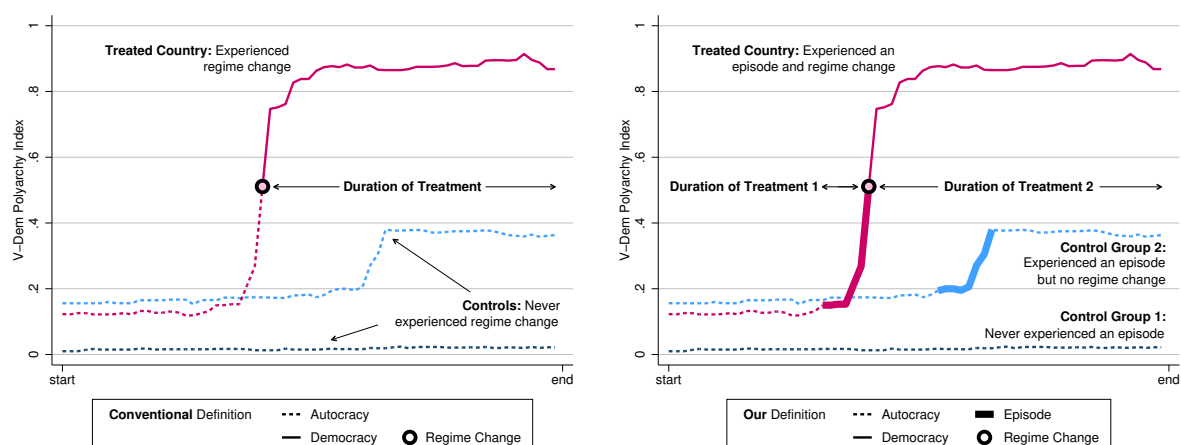 V-Dem Polyarchy Index
1
.8
.6
.4
.2
0
Treated Country: Experienced
regime change
Duration of Treatment
Controls: Never
experienced regime change
start
end
Conventional Definition
Autocracy
Democracy
Regime Change
V-Dem Polyarchy Index
1
.8
.6
.4
.2
0
Treated Country: Experienced an
episode and regime change
Duration of Treatment 1
Duration of Treatment 2
Control Group 2:
Experienced an episode
but no regime change
Control Group 1:
Never experienced an episode
start
end
Our Definition
Autocracy
Episode
Democracy
Regime Change